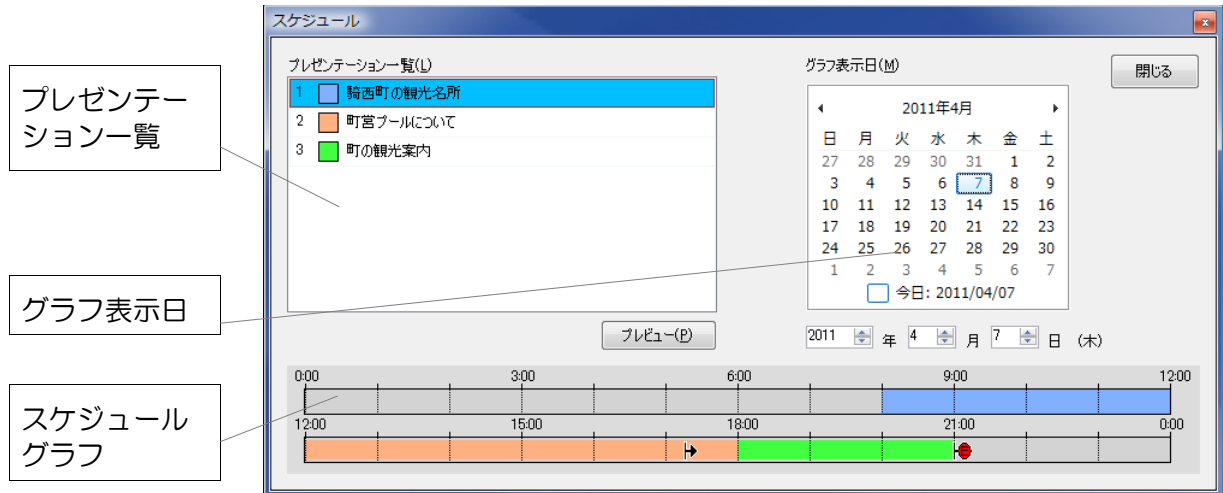 スケジュール
プレゼンテーション一覧(L)
グラフ表示日(M)
閉じる
プレゼンテー
ション一覧
1 騎西町の観光名所
2 町営プールについて
3 町の観光案内
2011年4月
日 月 火 水 木 金 土
27 28 29 30 31 1 2
3 4 5 6 7 8 9
10 11 12 13 14 15 16
17 18 19 20 21 22 23
24 25 26 27 28 29 30
1 2 3 4 5 6 7
今日: 2011/04/07
グラフ表示日
プレビュー(P)
2011 年 4 月 7 日 (木)
スケジュール
グラフ
0:00 3:00 6:00 9:00 12:00
12:00 15:00 18:00 21:00 0:00